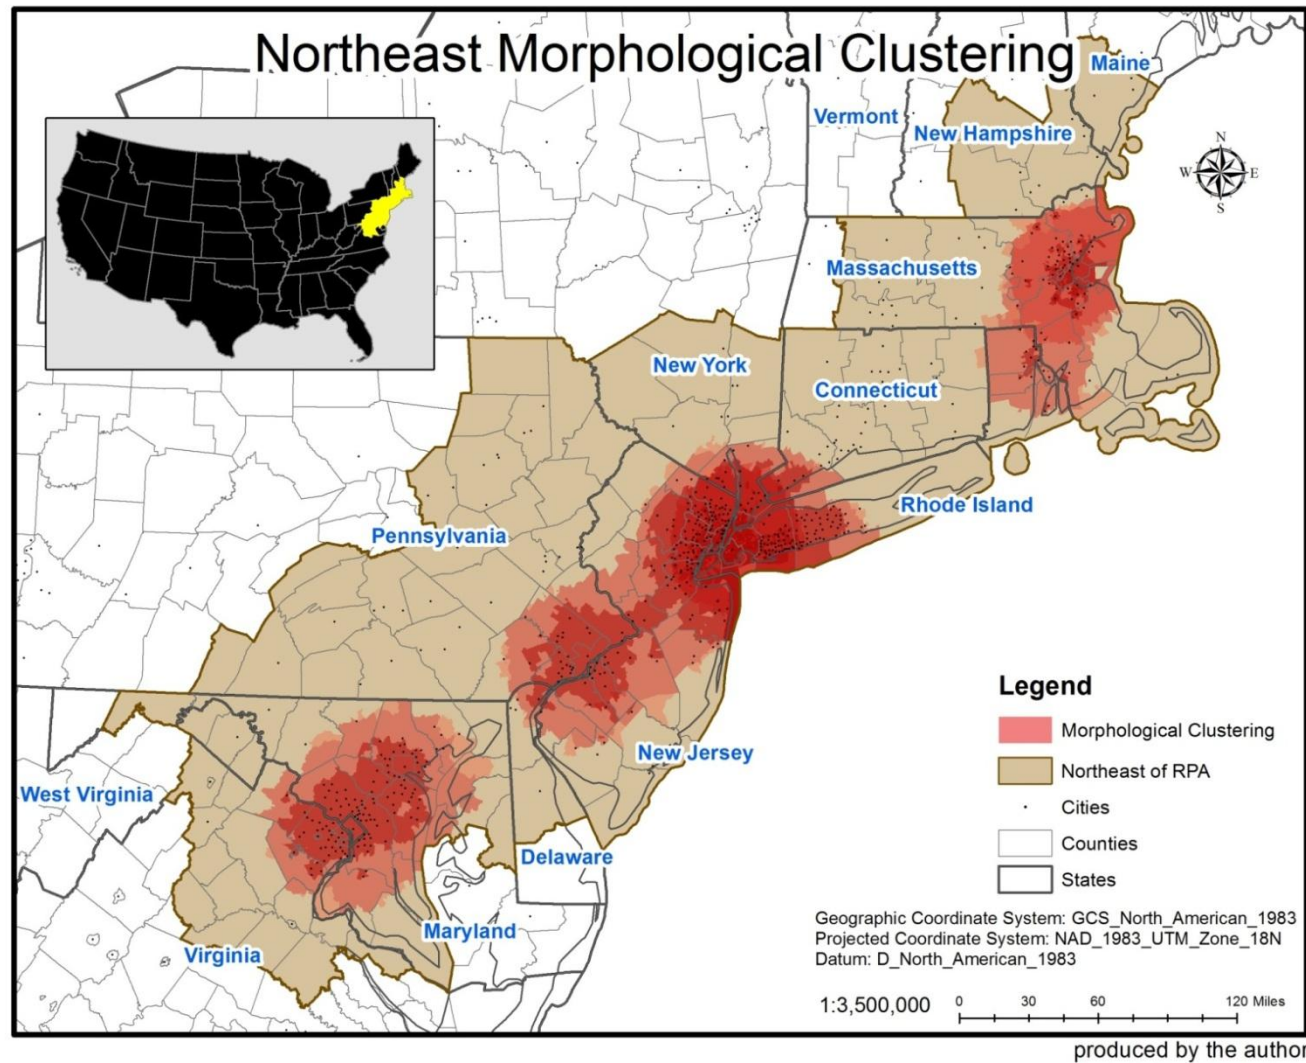 Northeast Morphological Clustering
Maine
Vermont
New Hampshire
N
W
E
S
Massachusetts
New York
Connecticut
Rhode Island
Pennsylvania
New Jersey
West Virginia
Delaware
Maryland
Virginia
Legend
Morphological Clustering
Northeast of RPA
Cities
Counties
States
Geographic Coordinate System: GCS_North_American_1983
Projected Coordinate System: NAD_1983_UTM_Zone_18N
Datum: D_North_American_1983
1:3,500,000
0 30 60 120 Miles
produced by the author